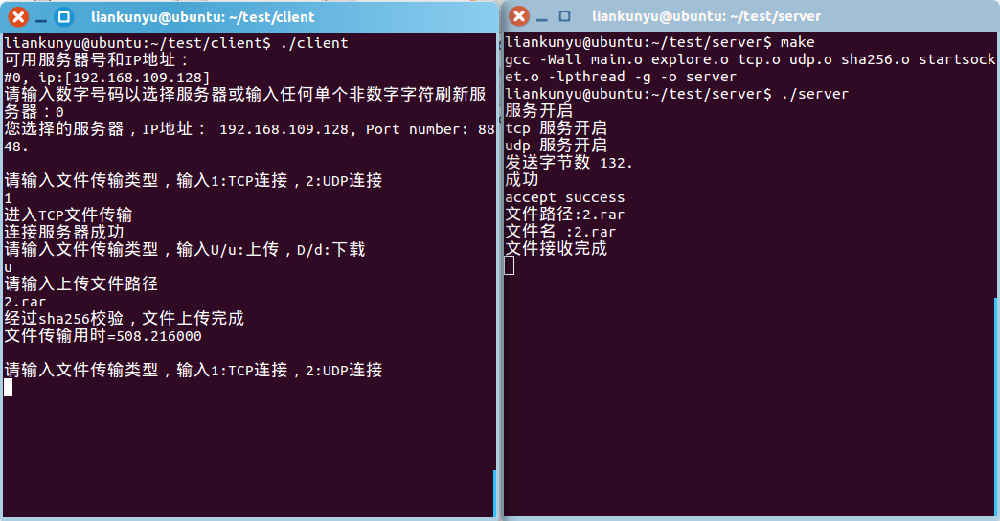 liankunyu@ubuntu: ~/test/client
liankunyu@ubuntu:~/test/client$ ./client
可用服务器号和IP地址：
#0, ip:[192.168.109.128]
请输入数字号码以选择服务器或输入任何单个非数字字符刷新服
务器：0
您选择的服务器，IP地址： 192.168.109.128, Port number: 88
48.
请输入文件传输类型，输入1:TCP连接，2:UDP连接
1
进入TCP文件传输
连接服务器成功
请输入文件传输类型，输入U/u:上传，D/d:下载
u
请输入上传文件路径
2.rar
经过sha256校验，文件上传完成
文件传输用时=508.216000
请输入文件传输类型，输入1:TCP连接，2:UDP连接
liankunyu@ubuntu: ~/test/server
liankunyu@ubuntu:~/test/server$ make
gcc -Wall main.o explore.o tcp.o udp.o sha256.o startsock
et.o -lpthread -g -o server
liankunyu@ubuntu:~/test/server$ ./server
服务开启
tcp 服务开启
udp 服务开启
发送字节数 132.
成功
accept success
文件路径:2.rar
文件名 :2.rar
文件接收完成